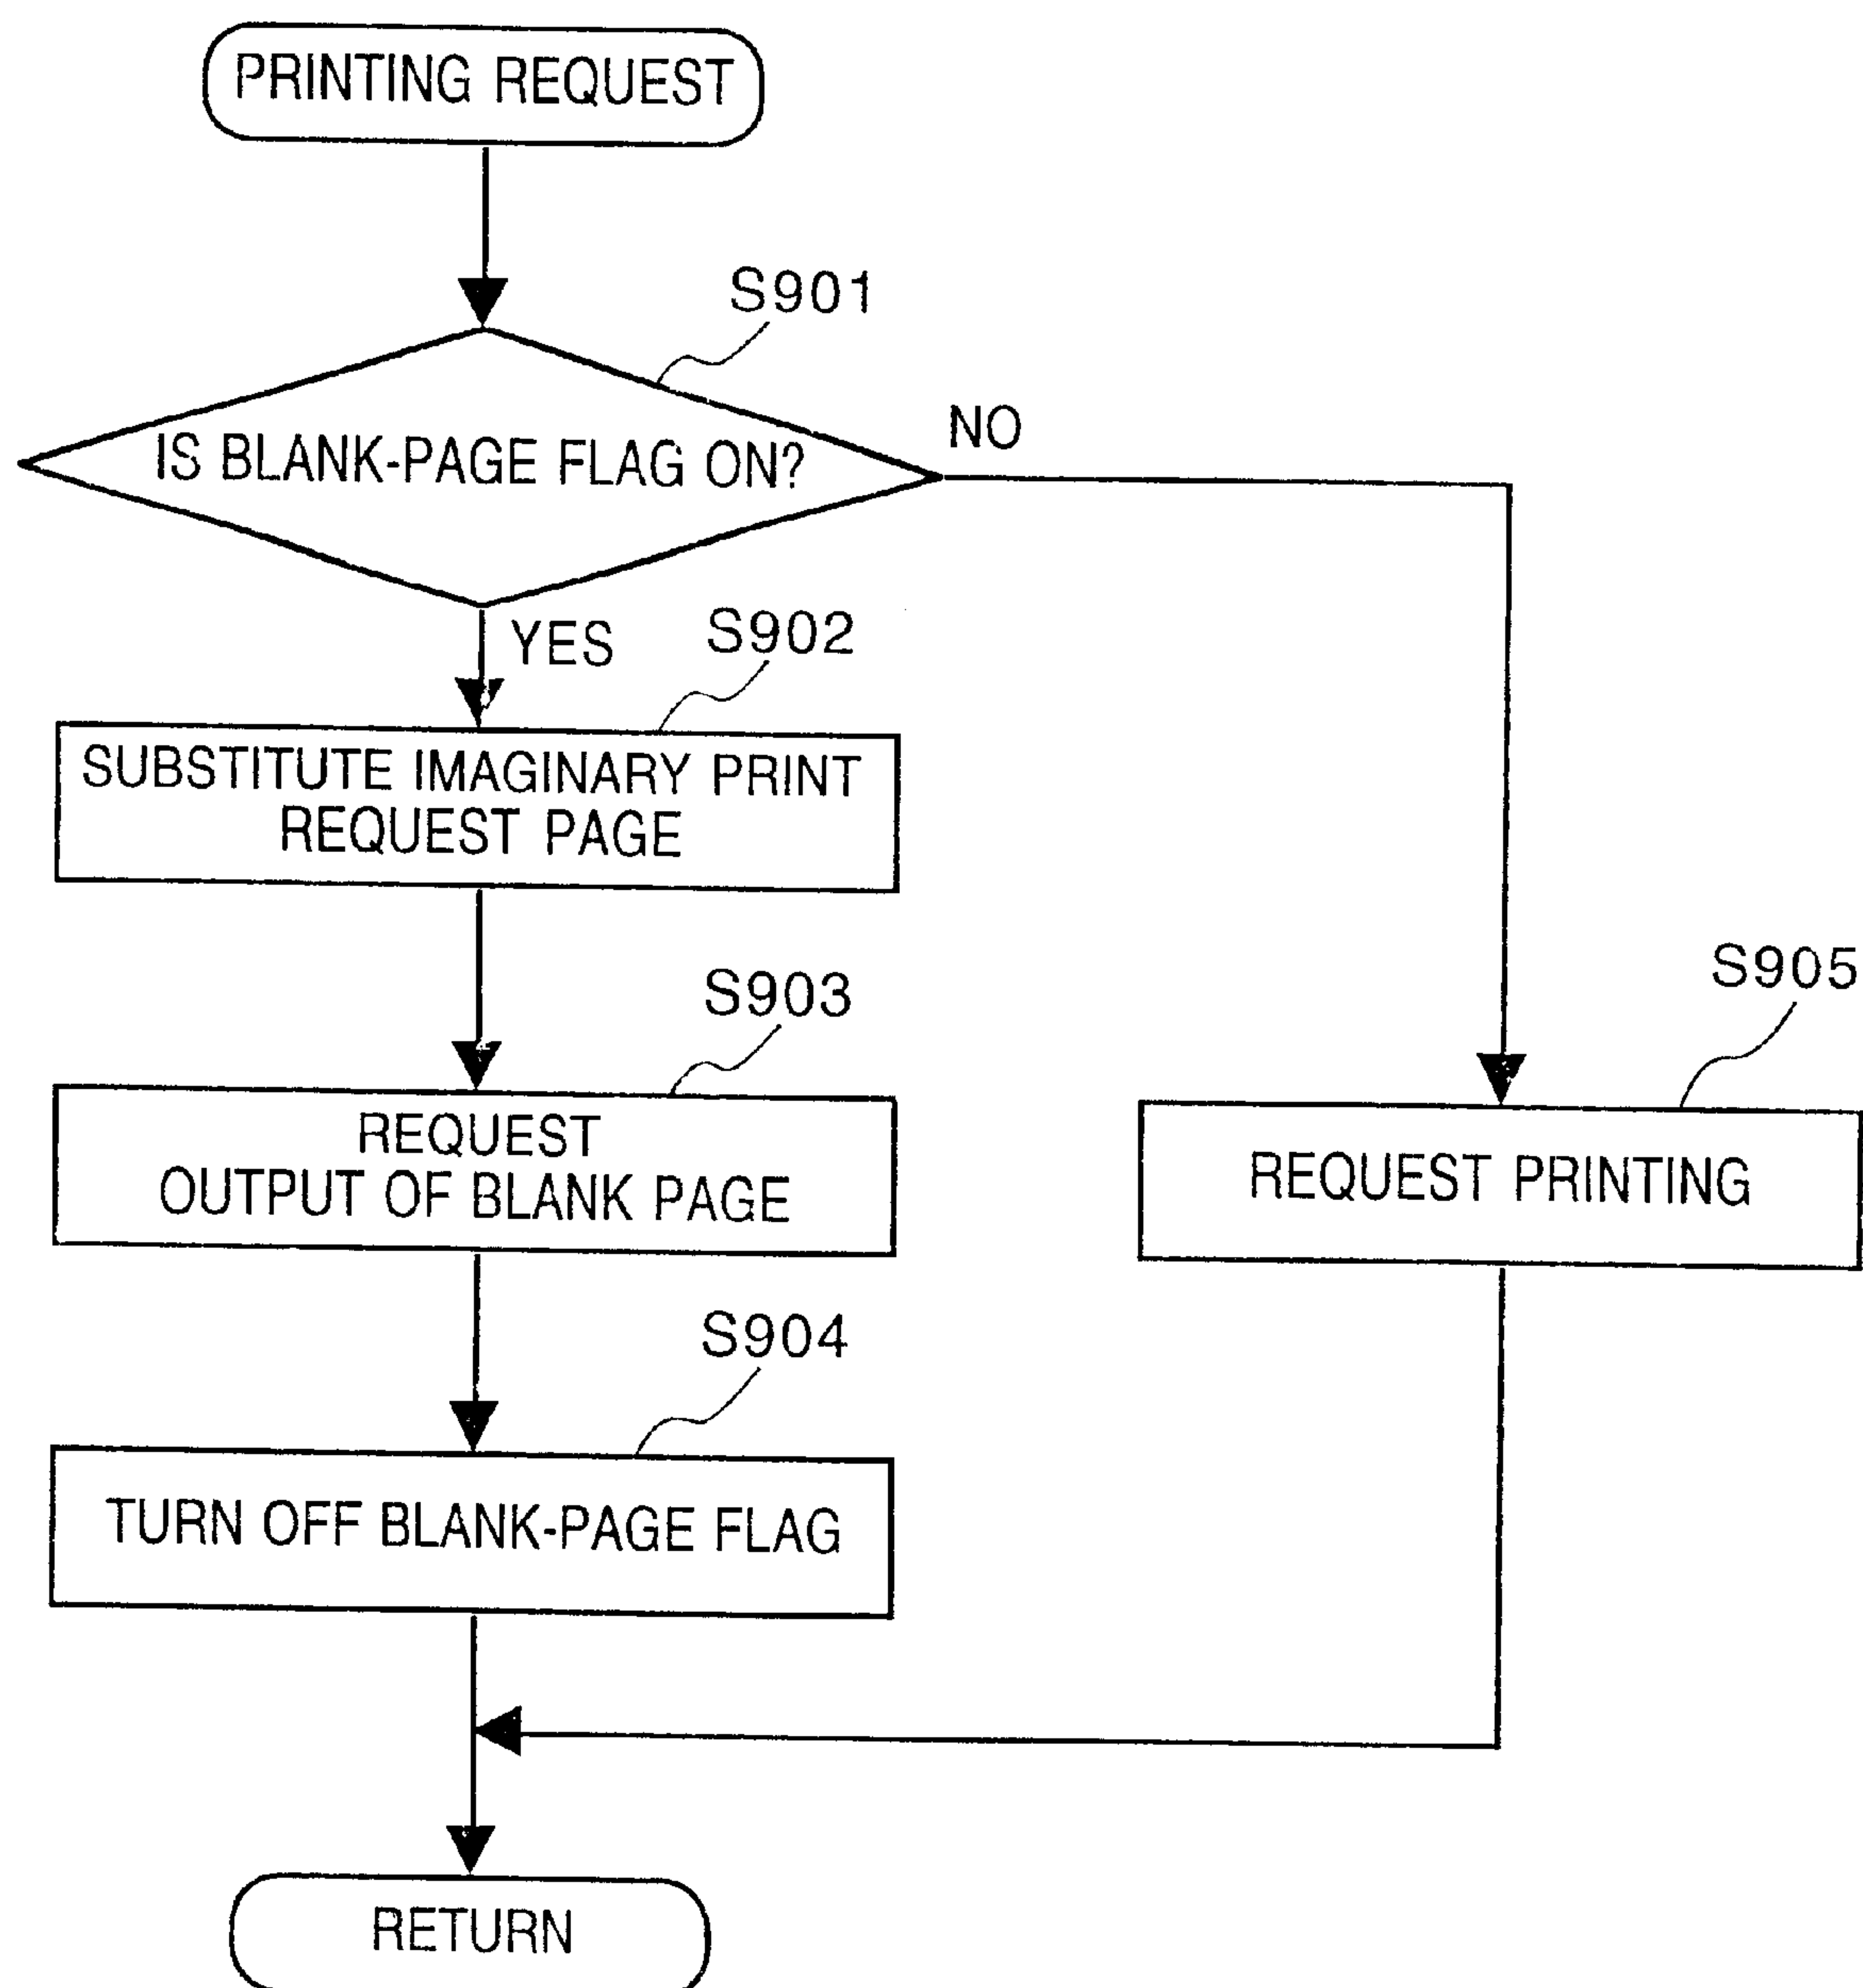 PRINTING REQUEST
S901
IS BLANK-PAGE FLAG ON?
NO
YES
S902
SUBSTITUTE IMAGINARY PRINT
REQUEST PAGE
S903
REQUEST
OUTPUT OF BLANK PAGE
S905
REQUEST PRINTING
S904
TURN OFF BLANK-PAGE FLAG
RETURN